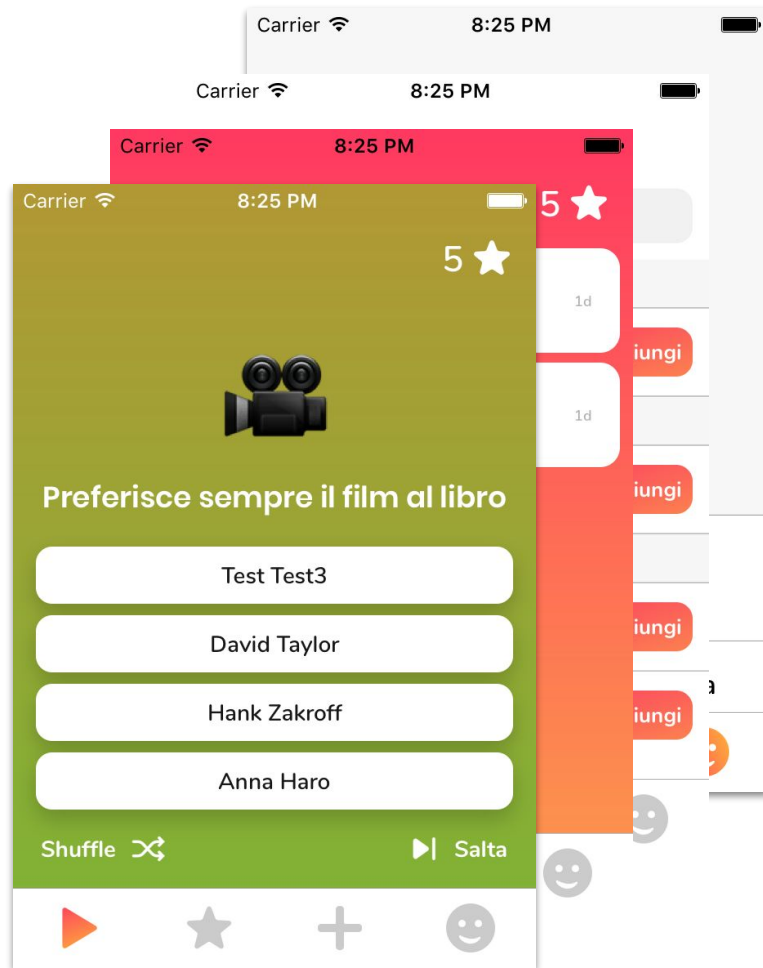 Carrier 8:25 PM
Carrier 8:25 PM
Carrier 8:25 PM
Carrier 8:25 PM
5
5
1d
iungi
1d
Preferisce sempre il film al libro
iungi
Test Test3
David Taylor
iungi
a
Hank Zakroff
iungi
Anna Haro
Shuffle Salta